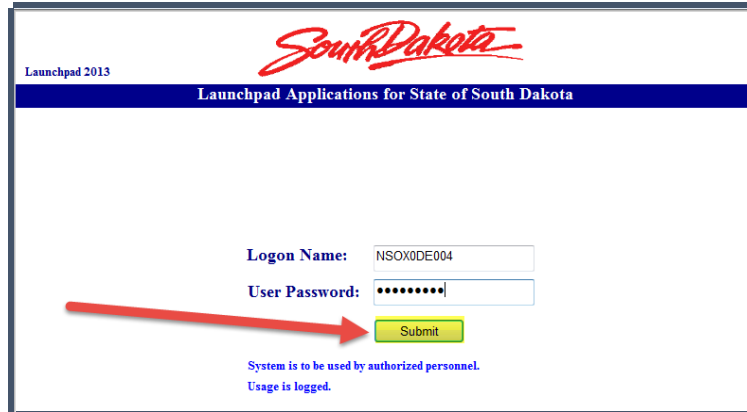 South Dakota
Launchpad 2013
Launchpad Applications for State of South Dakota
Logon Name: NSOX0DE004
User Password: •••••••••
Submit
System is to be used by authorized personnel.
Usage is logged.